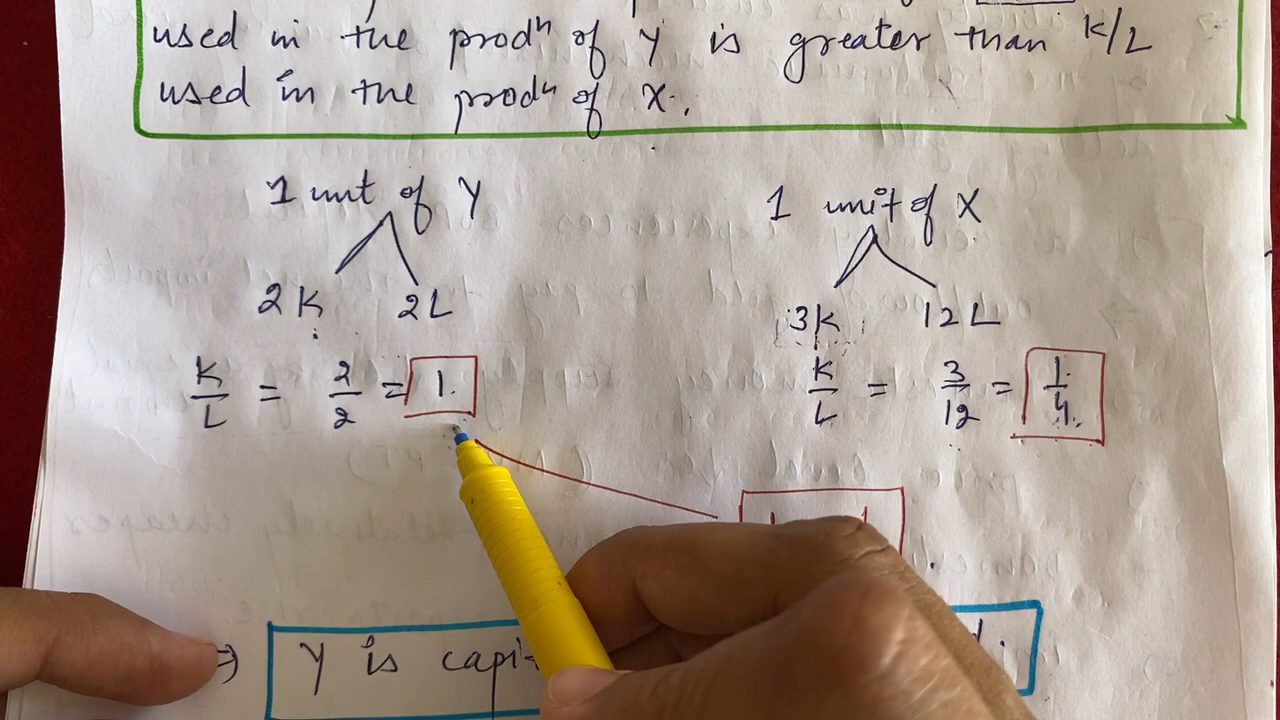 used in the prodn of Y is greater than K/L
used in the prodn of X.
1 unit of Y
1 unit of X
2K 2L
3K 12L
K/L = 2/2 = 1.
K/L = 3/12 = 1/4.
⇒ Y is capi